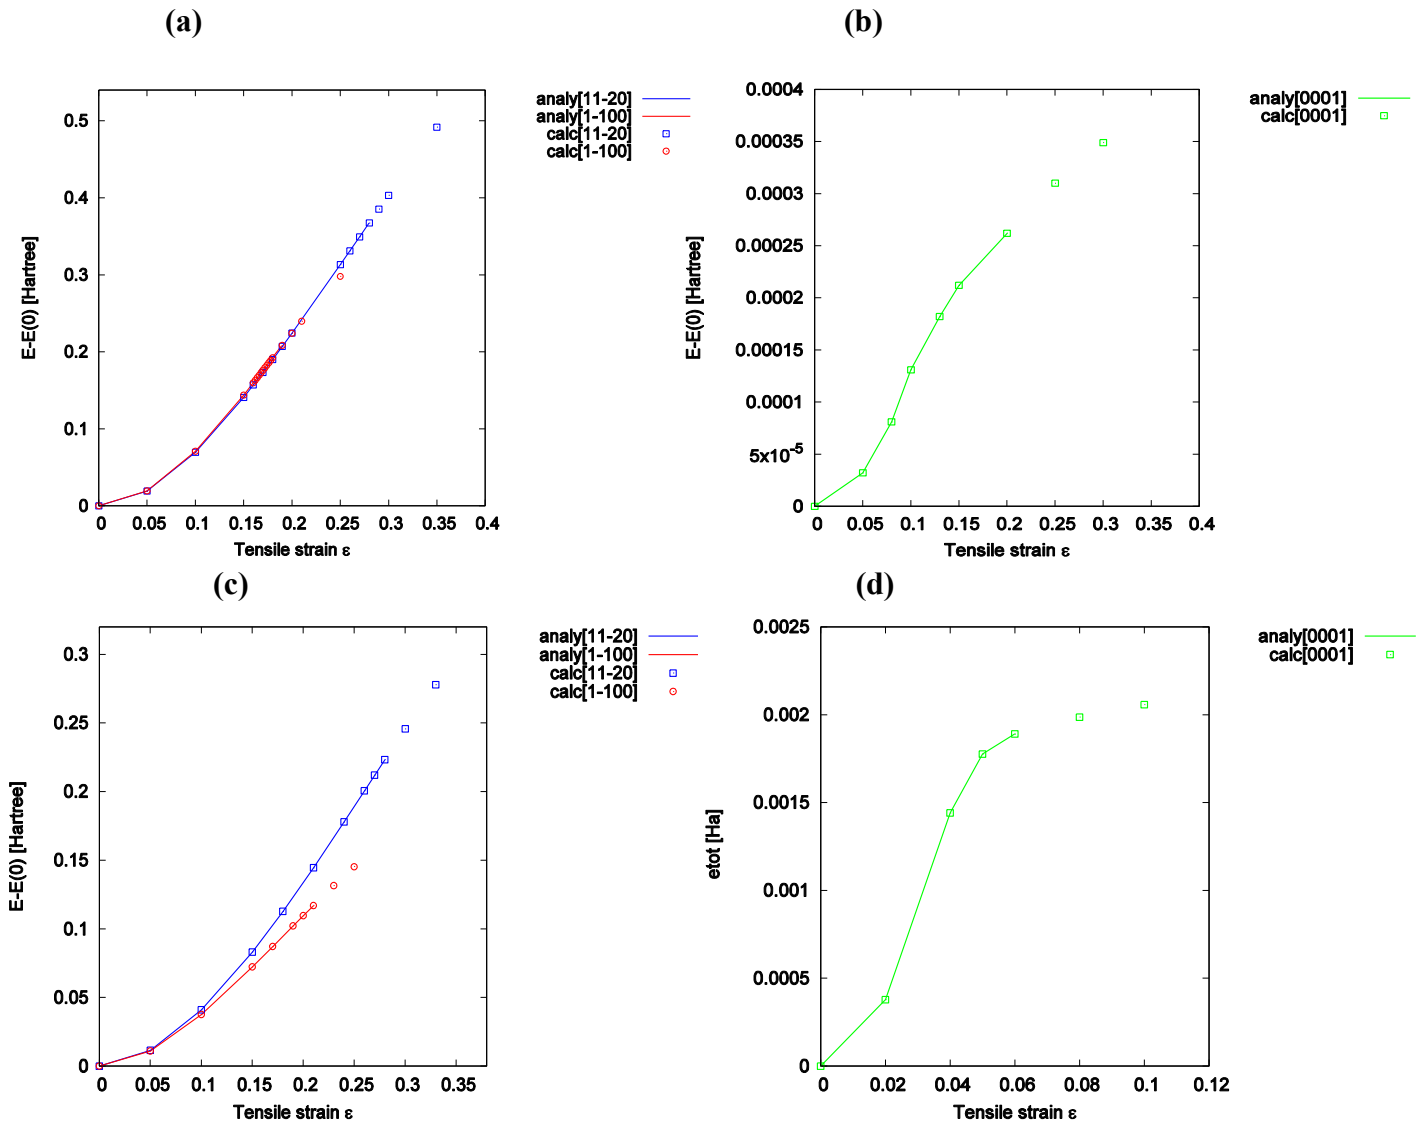 (a)
analy[11-20]
analy[1-100]
calc[11-20]
calc[1-100]
0.5
0.4
0.3
0.2
0.1
0
E-E(0) [Hartree]
0 0.05 0.1 0.15 0.2 0.25 0.3 0.35 0.4
Tensile strain ε
(b)
analy[0001]
calc[0001]
0.0004
0.00035
0.0003
0.00025
0.0002
0.00015
0.0001
5x10-5
0
E-E(0) [Hartree]
0 0.05 0.1 0.15 0.2 0.25 0.3 0.35 0.4
Tensile strain ε
(c)
analy[11-20]
analy[1-100]
calc[11-20]
calc[1-100]
0.3
0.25
0.2
0.15
0.1
0.05
0
E-E(0) [Hartree]
0 0.05 0.1 0.15 0.2 0.25 0.3 0.35
Tensile strain ε
(d)
analy[0001]
calc[0001]
0.0025
0.002
0.0015
0.001
0.0005
0
etot [Ha]
0 0.02 0.04 0.06 0.08 0.1 0.12
Tensile strain ε